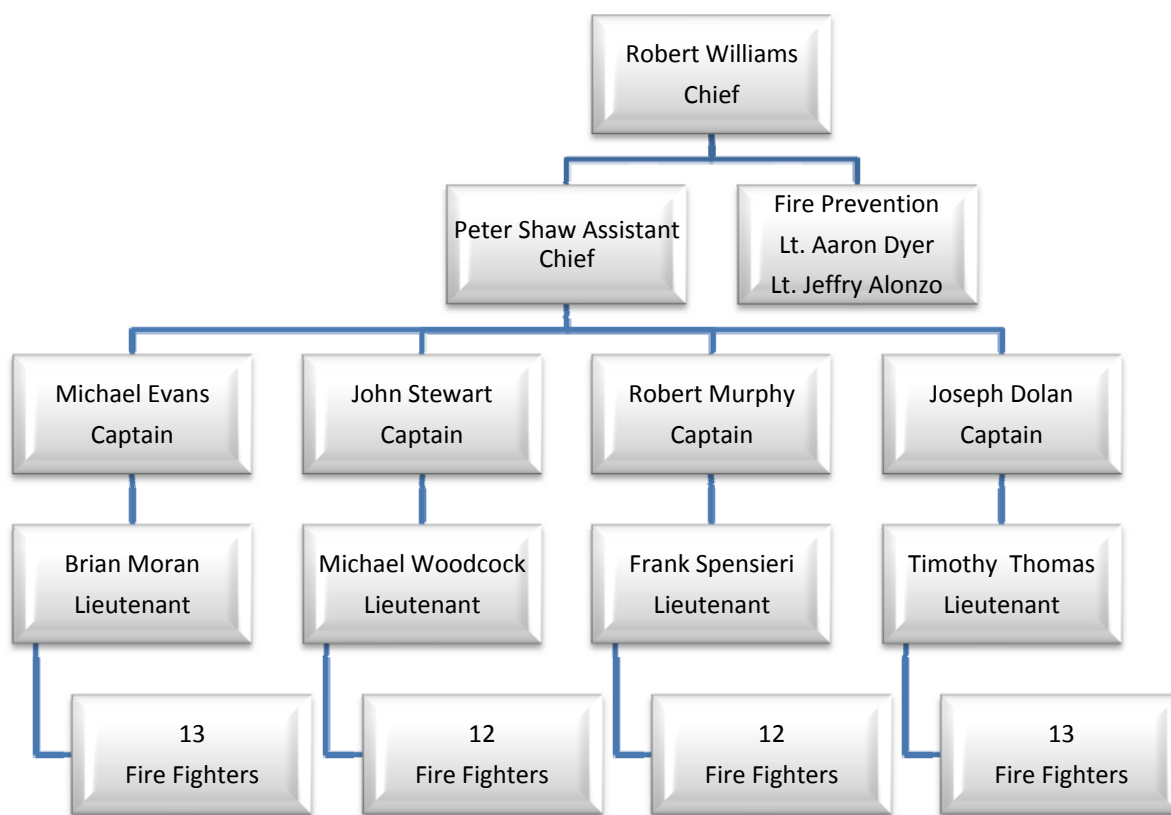 Robert Williams
Chief
Peter Shaw Assistant
Chief
Fire Prevention
Lt. Aaron Dyer
Lt. Jeffry Alonzo
Michael Evans
Captain
John Stewart
Captain
Robert Murphy
Captain
Joseph Dolan
Captain
Brian Moran
Lieutenant
Michael Woodcock
Lieutenant
Frank Spensieri
Lieutenant
Timothy  Thomas
Lieutenant
13
Fire Fighters
12
Fire Fighters
12
Fire Fighters
13
Fire Fighters